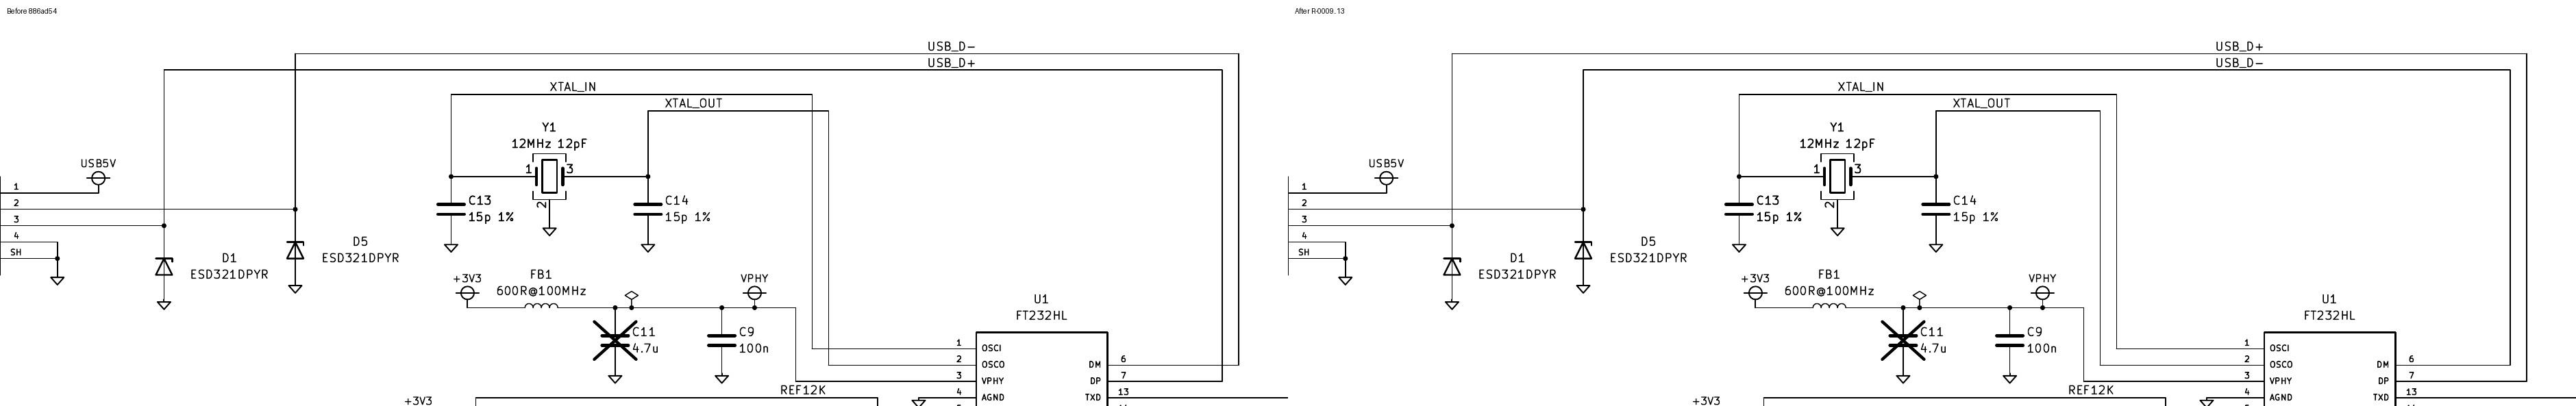 Before 886ad54
USB_D-
USB_D+
XTAL_IN
XTAL_OUT
Y1
12MHz 12pF
1
3
2
USB5V
1
2
3
4
SH
C13
15p 1%
C14
15p 1%
D1
ESD321DPYR
D5
ESD321DPYR
+3V3
FB1
600R@100MHz
VPHY
C11
4.7u
C9
100n
U1
FT232HL
1 OSCI
2 OSCO
3 VPHY
4 AGND
DM 6
DP 7
TXD 13
REF12K
+3V3
After R-0009.13
USB_D+
USB_D-
XTAL_IN
XTAL_OUT
Y1
12MHz 12pF
1
3
2
USB5V
1
2
3
4
SH
C13
15p 1%
C14
15p 1%
D1
ESD321DPYR
D5
ESD321DPYR
+3V3
FB1
600R@100MHz
VPHY
C11
4.7u
C9
100n
U1
FT232HL
1 OSCI
2 OSCO
3 VPHY
4 AGND
DM 6
DP 7
TXD 13
REF12K
+3V3